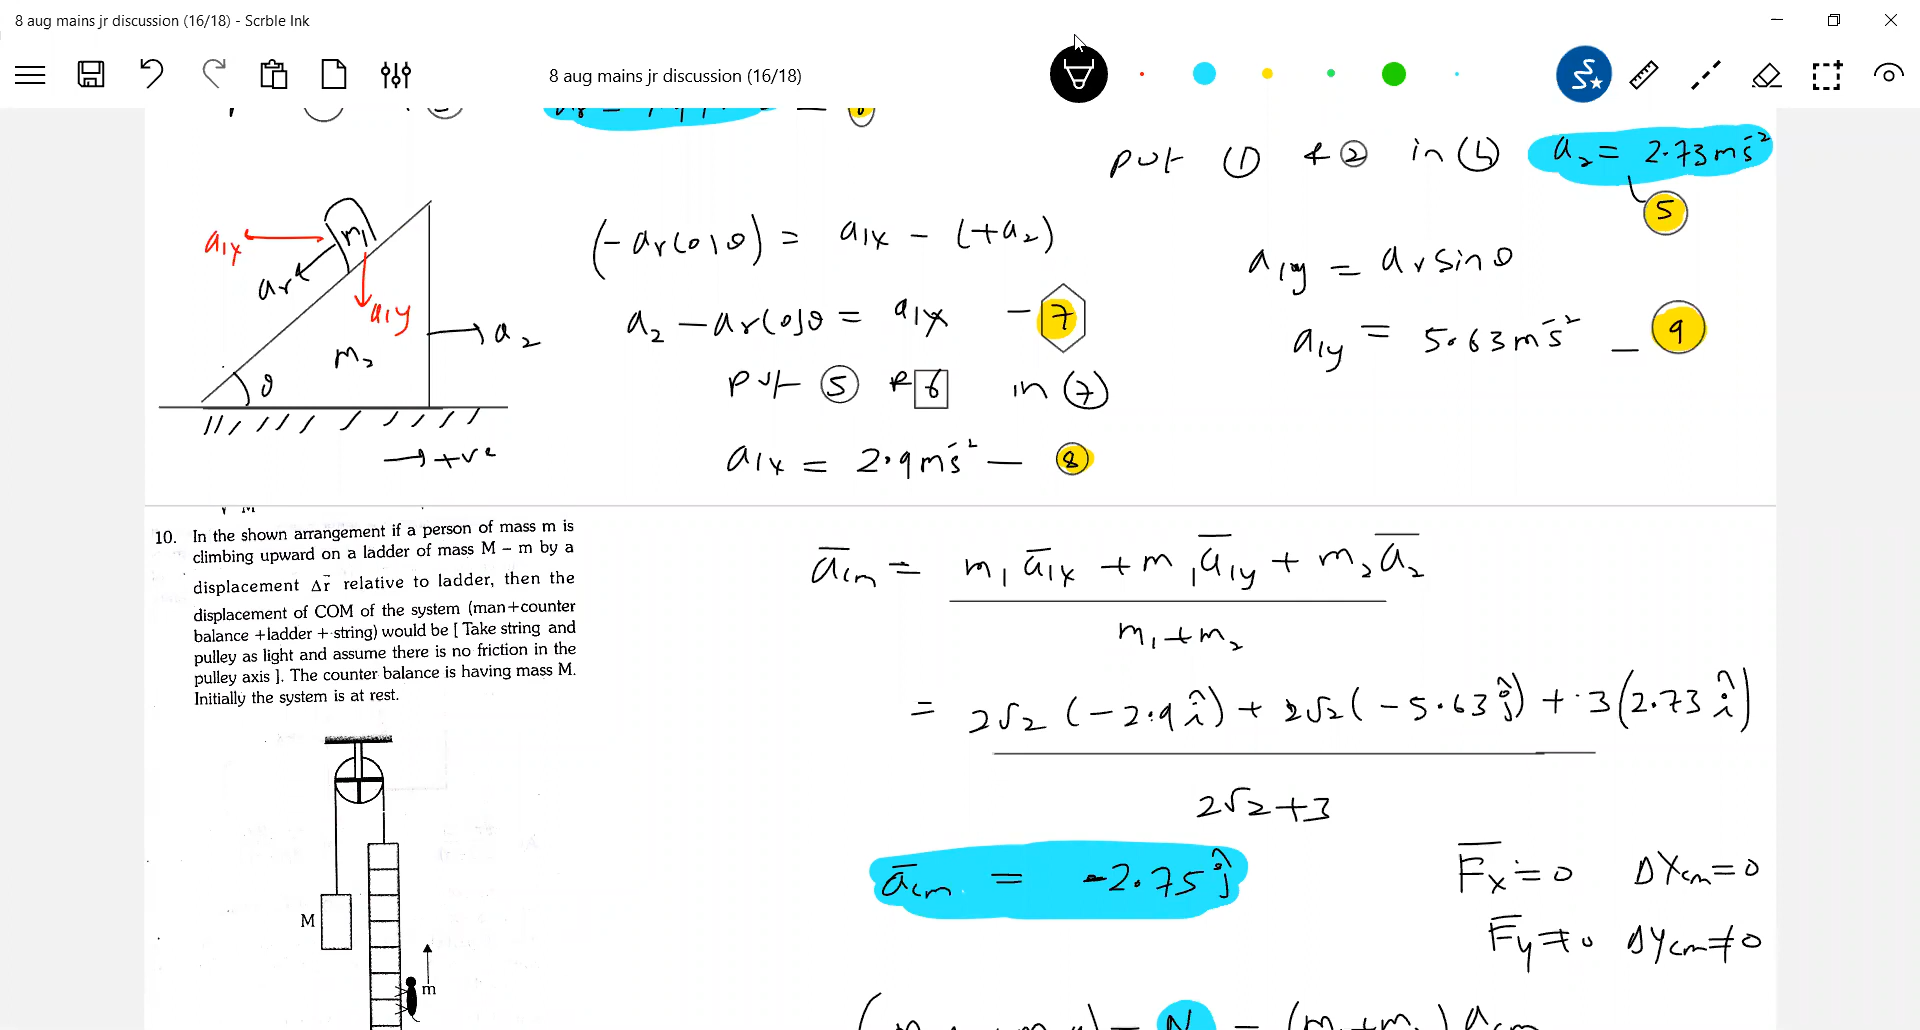 8 aug mains jr discussion (16/18) - Scrble Ink
8 aug mains jr discussion (16/18)
put ① & ② in (4) a₂ = 2.73 ms⁻²
5
m₁
a₁ₓ
ar
a₁y
a₂
m₂
θ
→ +ve
(-ar cosθ) = a₁ₓ - (+a₂)
a₂ - ar cosθ = a₁ₓ - 7
put ⑤ & 6 in (7)
a₁ₓ = 2.9 ms⁻² - 8
a₁y = ar sinθ
a₁y = 5.63 ms⁻² - 9
10. In the shown arrangement if a person of mass m is
climbing upward on a ladder of mass M – m by a
displacement Δr⃗ relative to ladder, then the
displacement of COM of the system (man+counter
balance +ladder + string) would be [ Take string and
pulley as light and assume there is no friction in the
pulley axis ]. The counter balance is having mass M.
Initially the system is at rest.
M
m
a̅cm = m₁a̅₁ₓ + m₁a̅₁y + m₂a̅₂
m₁+m₂
= 2√2 (-2.9 î) + 2√2 (-5.63 ĵ) + 3(2.73 î)
2√2+3
a̅cm = -2.75 ĵ
F̅x = 0 ΔXcm = 0
F̅y ≠ 0 ΔYcm ≠ 0